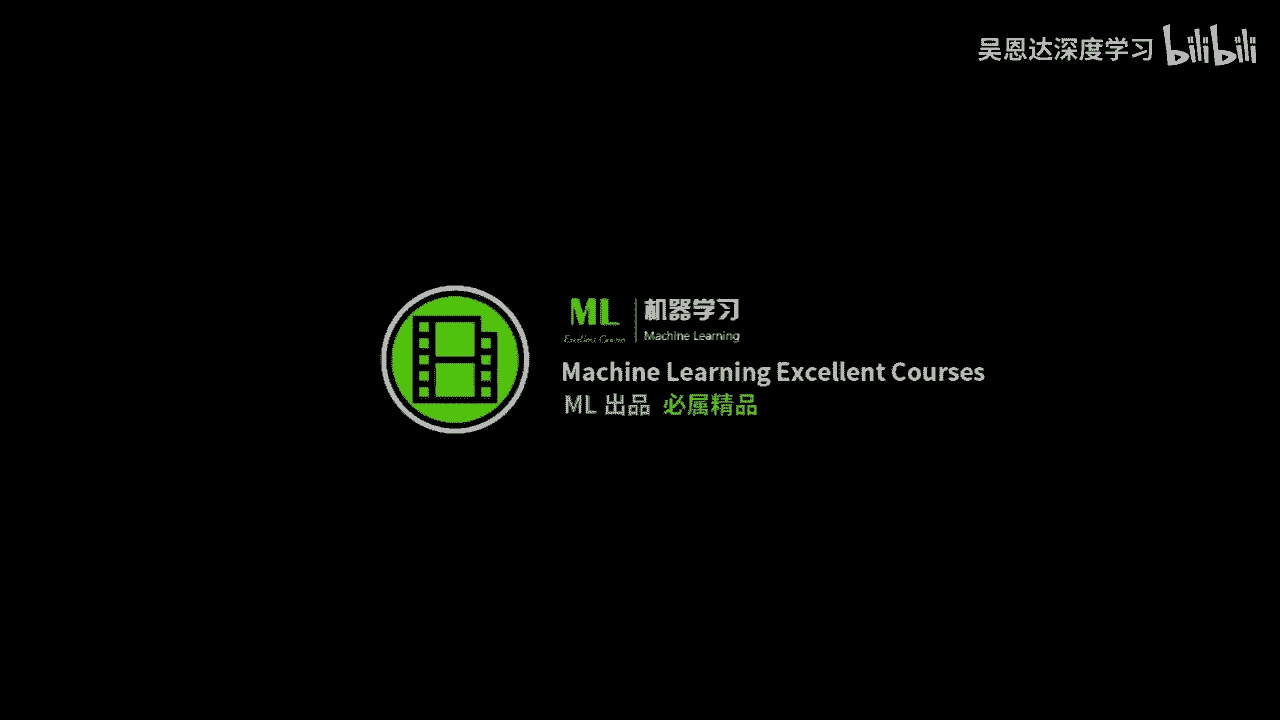 吴恩达深度学习 bilibili
ML 机器学习
Excellent Courses Machine Learning
Machine Learning Excellent Courses
ML 出品 必属精品